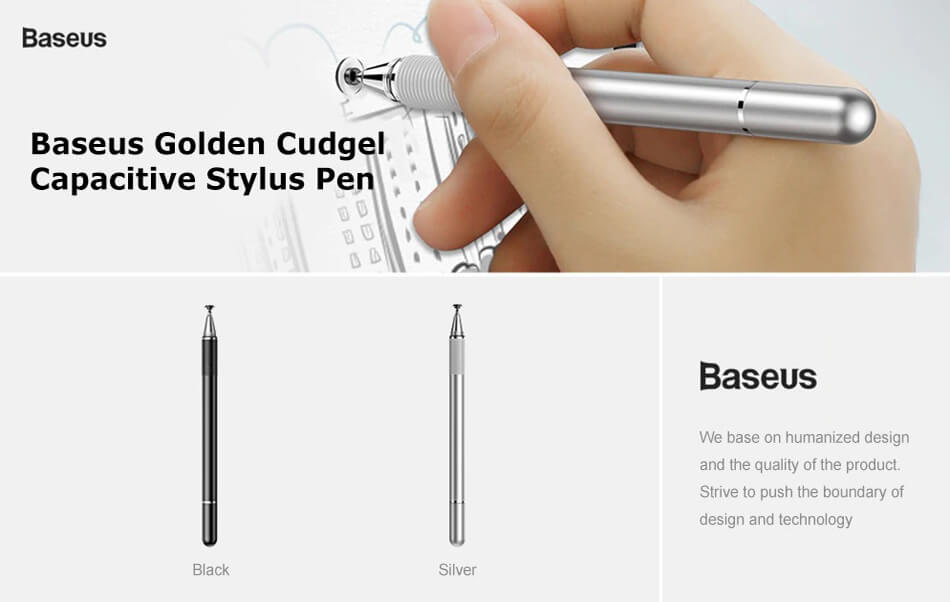 Baseus
Baseus Golden Cudgel
Capacitive Stylus Pen
Black
Silver
Baseus
We base on humanized design
and the quality of the product.
Strive to push the boundary of
design and technology